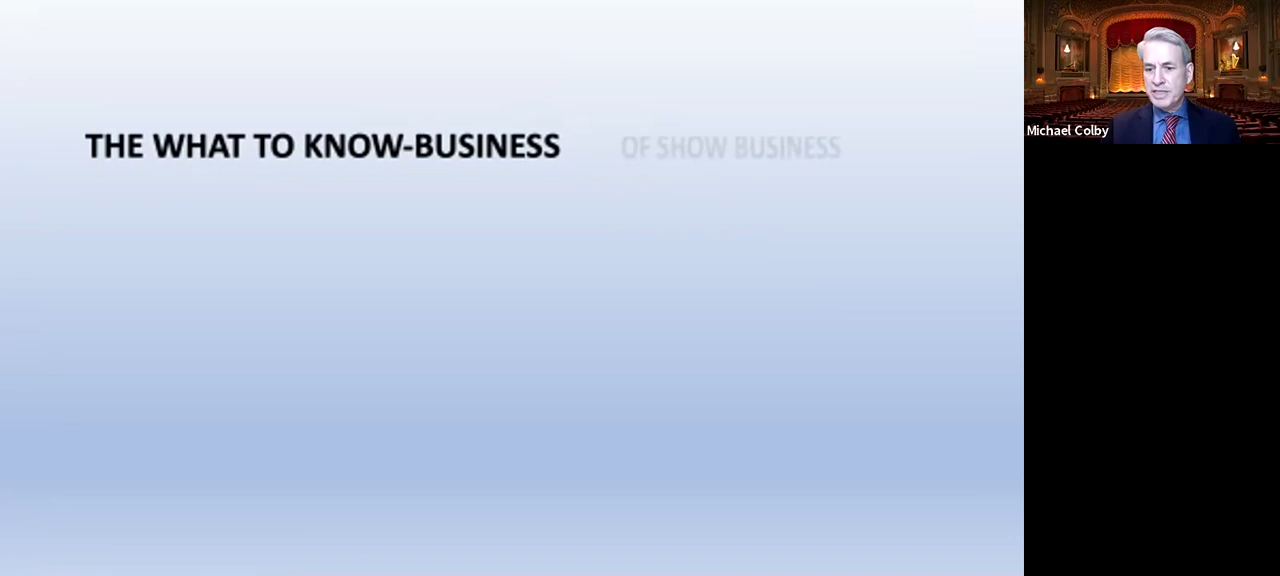 THE WHAT TO KNOW-BUSINESS OF SHOW BUSINESS
Michael Colby